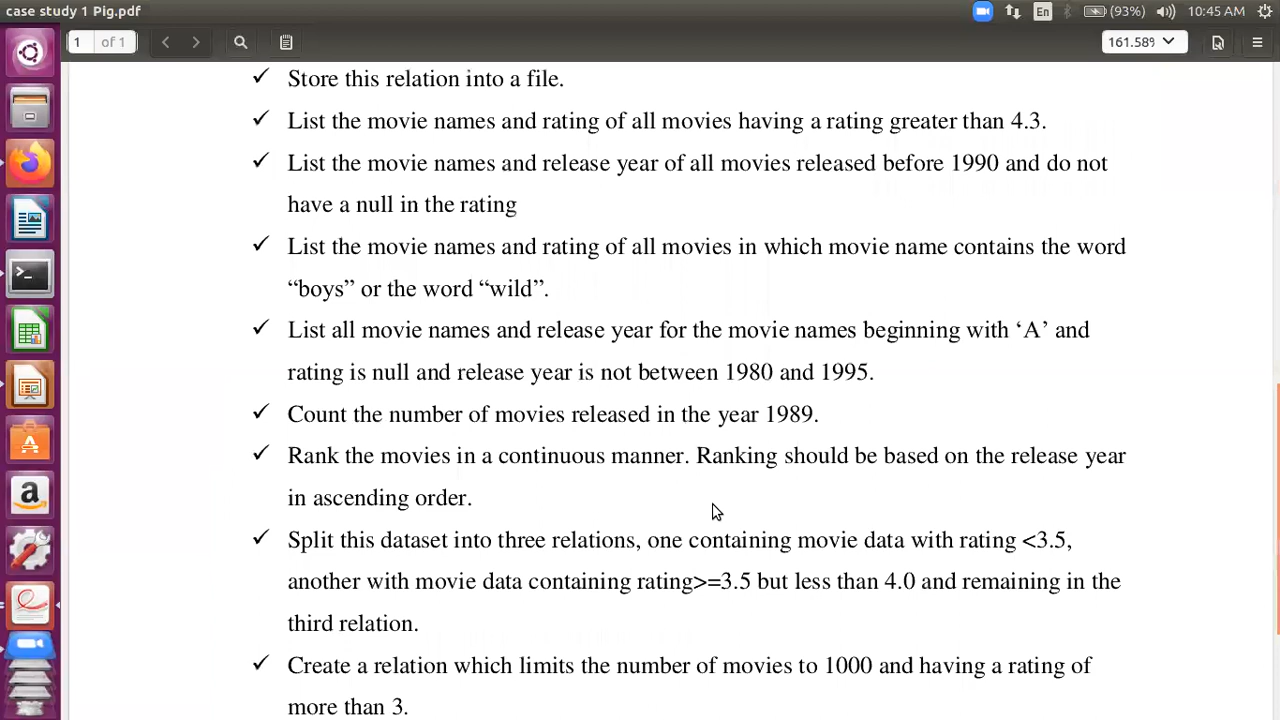 case study 1 Pig.pdf
En
(93%)
10:45 AM
1 of 1
161.58%
✓ Store this relation into a file.
✓ List the movie names and rating of all movies having a rating greater than 4.3.
✓ List the movie names and release year of all movies released before 1990 and do not
have a null in the rating
✓ List the movie names and rating of all movies in which movie name contains the word
“boys” or the word “wild”.
✓ List all movie names and release year for the movie names beginning with ‘A’ and
rating is null and release year is not between 1980 and 1995.
✓ Count the number of movies released in the year 1989.
✓ Rank the movies in a continuous manner. Ranking should be based on the release year
in ascending order.
✓ Split this dataset into three relations, one containing movie data with rating <3.5,
another with movie data containing rating>=3.5 but less than 4.0 and remaining in the
third relation.
✓ Create a relation which limits the number of movies to 1000 and having a rating of
more than 3.